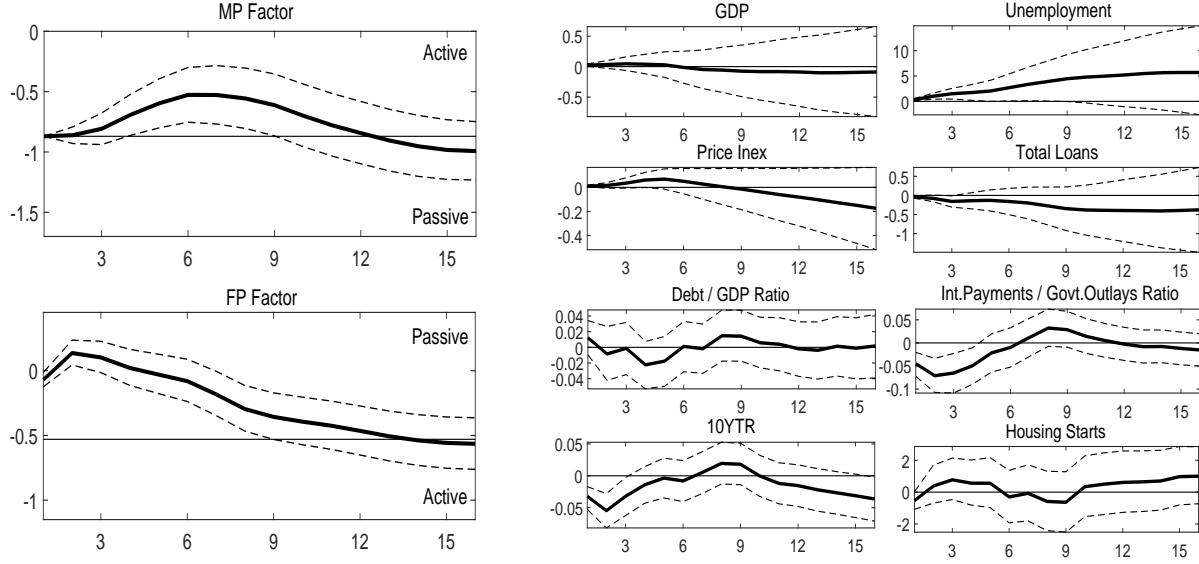 MP Factor
0
-0.5
-1
-1.5
Active
Passive
3 6 9 12 15
FP Factor
0
-0.5
-1
Passive
Active
3 6 9 12 15
GDP
0.5
0
-0.5
3 6 9 12 15
Unemployment
10
5
0
3 6 9 12 15
Price Inex
0
-0.2
-0.4
3 6 9 12 15
Total Loans
0.5
0
-0.5
-1
3 6 9 12 15
Debt / GDP Ratio
0.04
0.02
0
-0.02
-0.04
3 6 9 12 15
Int.Payments / Govt.Outlays Ratio
0.05
0
-0.05
-0.1
3 6 9 12 15
10YTR
0.05
0
-0.05
3 6 9 12 15
Housing Starts
2
0
-2
3 6 9 12 15